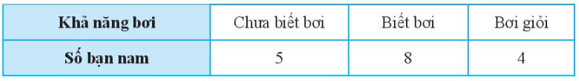 Khả năng bơi Chưa biết bơi Biết bơi Bơi giỏi
Số bạn nam 5 8 4